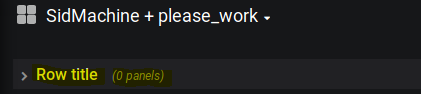 SidMachine + please_work
Row title (0 panels)